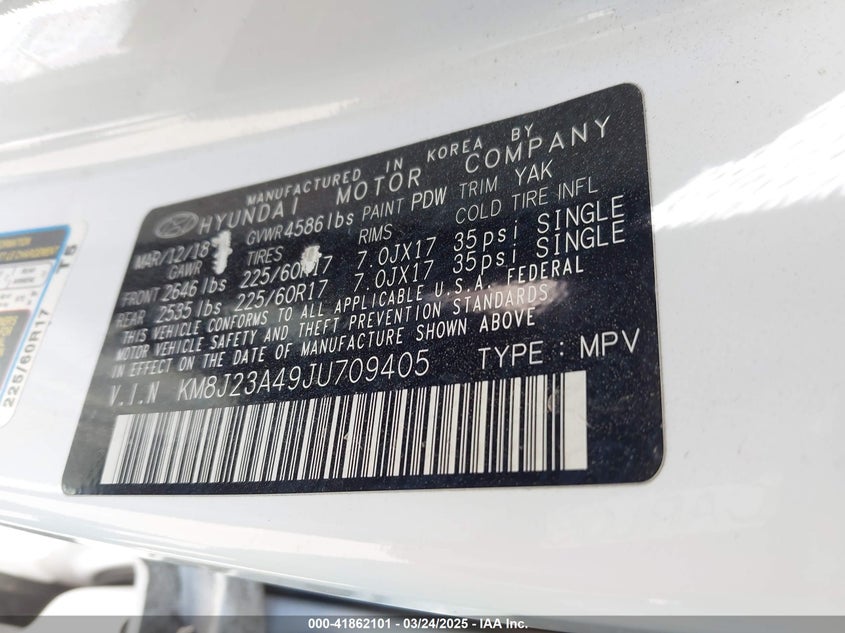 MANUFACTURED IN KOREA BY
HYUNDAI MOTOR COMPANY
MAR/12/18 GVWR 4586 lbs PAINT PDW TRIM YAK
GAWR TIRES RIMS COLD TIRE INFL
FRONT 2646 lbs 225/60R17 7.0JX17 35psi SINGLE
REAR 2535 lbs 225/60R17 7.0JX17 35psi SINGLE
THIS VEHICLE CONFORMS TO ALL APPLICABLE U.S.A. FEDERAL
MOTOR VEHICLE SAFETY AND THEFT PREVENTION STANDARDS
IN EFFECT ON THE DATE OF MANUFACTURE SHOWN ABOVE
V.I.N KM8J23A49JU709405 TYPE : MPV
225/60R17
000-41862101 - 03/24/2025 - IAA Inc.